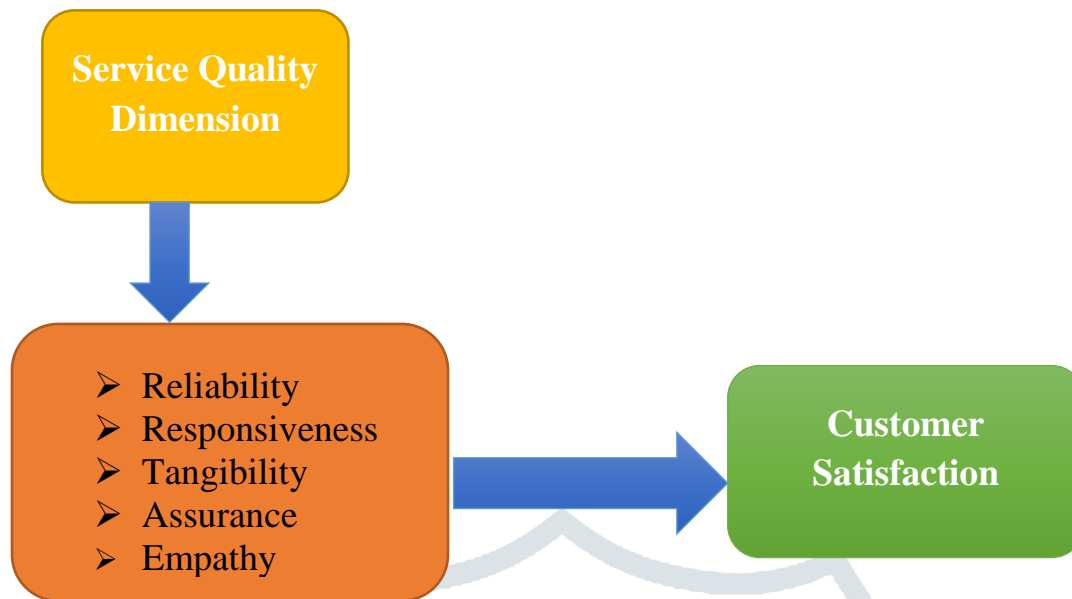 Service Quality
Dimension
➢ Reliability
➢ Responsiveness
➢ Tangibility
➢ Assurance
➢ Empathy
Customer
Satisfaction